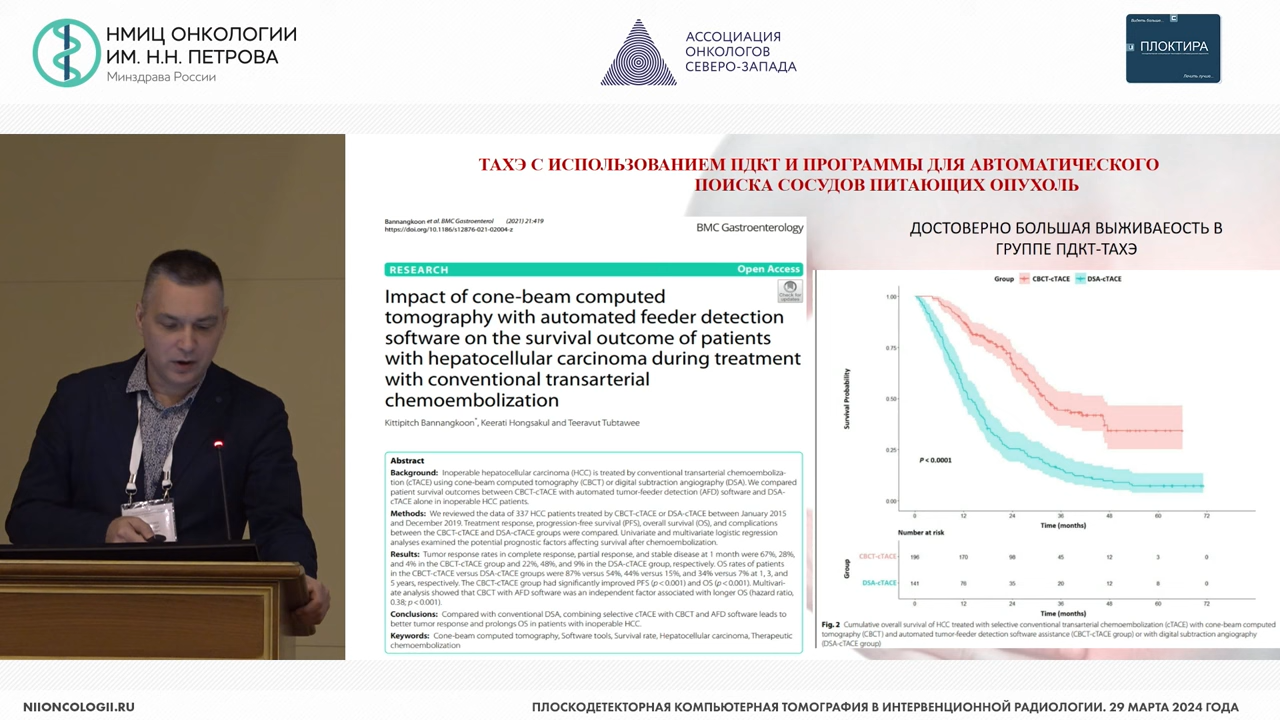 НМИЦ ОНКОЛОГИИ
ИМ. Н.Н. ПЕТРОВА
Минздрава России
АССОЦИАЦИЯ
ОНКОЛОГОВ
СЕВЕРО-ЗАПАДА
Видеть больше...
ПЛОКТИРА
Лечить лучше...
ТАХЭ С ИСПОЛЬЗОВАНИЕМ ПДКТ И ПРОГРАММЫ ДЛЯ АВТОМАТИЧЕСКОГО
ПОИСКА СОСУДОВ ПИТАЮЩИХ ОПУХОЛЬ
Bannangkoon et al. BMC Gastroenterol (2021) 21:419
https://doi.org/10.1186/s12876-021-02004-z
BMC Gastroenterology
RESEARCH
Open Access
Check for
updates
Impact of cone-beam computed
tomography with automated feeder detection
software on the survival outcome of patients
with hepatocellular carcinoma during treatment
with conventional transarterial
chemoembolization
Kittipitch Bannangkoon*, Keerati Hongsakul and Teeravut Tubtawee
Abstract
Background: Inoperable hepatocellular carcinoma (HCC) is treated by conventional transarterial chemoemboliza-
tion (cTACE) using cone-beam computed tomography (CBCT) or digital subtraction angiography (DSA). We compared
patient survival outcomes between CBCT-cTACE with automated tumor-feeder detection (AFD) software and DSA-
cTACE alone in inoperable HCC patients.
Methods: We reviewed the data of 337 HCC patients treated by CBCT-cTACE or DSA-cTACE between January 2015
and December 2019. Treatment response, progression-free survival (PFS), overall survival (OS), and complications
between the CBCT-cTACE and DSA-cTACE groups were compared. Univariate and multivariate logistic regression
analyses examined the potential prognostic factors affecting survival after chemoembolization.
Results: Tumor response rates in complete response, partial response, and stable disease at 1 month were 67%, 28%,
and 4% in the CBCT-cTACE group and 22%, 48%, and 9% in the DSA-cTACE group, respectively. OS rates of patients
in the CBCT-cTACE versus DSA-cTACE groups were 87% versus 54%, 44% versus 15%, and 34% versus 7% at 1, 3, and
5 years, respectively. The CBCT-cTACE group had significantly improved PFS (p < 0.001) and OS (p < 0.001). Multivari-
ate analysis showed that CBCT with AFD software was an independent factor associated with longer OS (hazard ratio,
0.38; p < 0.001).
Conclusions: Compared with conventional DSA, combining selective cTACE with CBCT and AFD software leads to
better tumor response and prolongs OS in patients with inoperable HCC.
Keywords: Cone-beam computed tomography, Software tools, Survival rate, Hepatocellular carcinoma, Therapeutic
chemoembolization
ДОСТОВЕРНО БОЛЬШАЯ ВЫЖИВАЕОСТЬ В
ГРУППЕ ПДКТ-ТАХЭ
Group CBCT-cTACE DSA-cTACE
Survival Probability
1.00
0.75
0.50
0.25
0.00
P < 0.0001
0 12 24 36 48 60 72
Time (months)
Number at risk
Group
CBCT-cTACE 196 170 98 45 12 3 0
DSA-cTACE 141 76 35 20 12 8 0
0 12 24 36 48 60 72
Time (months)
Fig. 2 Cumulative overall survival of HCC treated with selective conventional transarterial chemoembolization (cTACE) with cone-beam computed
tomography (CBCT) and automated tumor-feeder detection software assistance (CBCT-cTACE group) or with digital subtraction angiography
(DSA-cTACE group)
NIIONCOLOGII.RU
ПЛОСКОДЕТЕКТОРНАЯ КОМПЬЮТЕРНАЯ ТОМОГРАФИЯ В ИНТЕРВЕНЦИОННОЙ РАДИОЛОГИИ. 29 МАРТА 2024 ГОДА